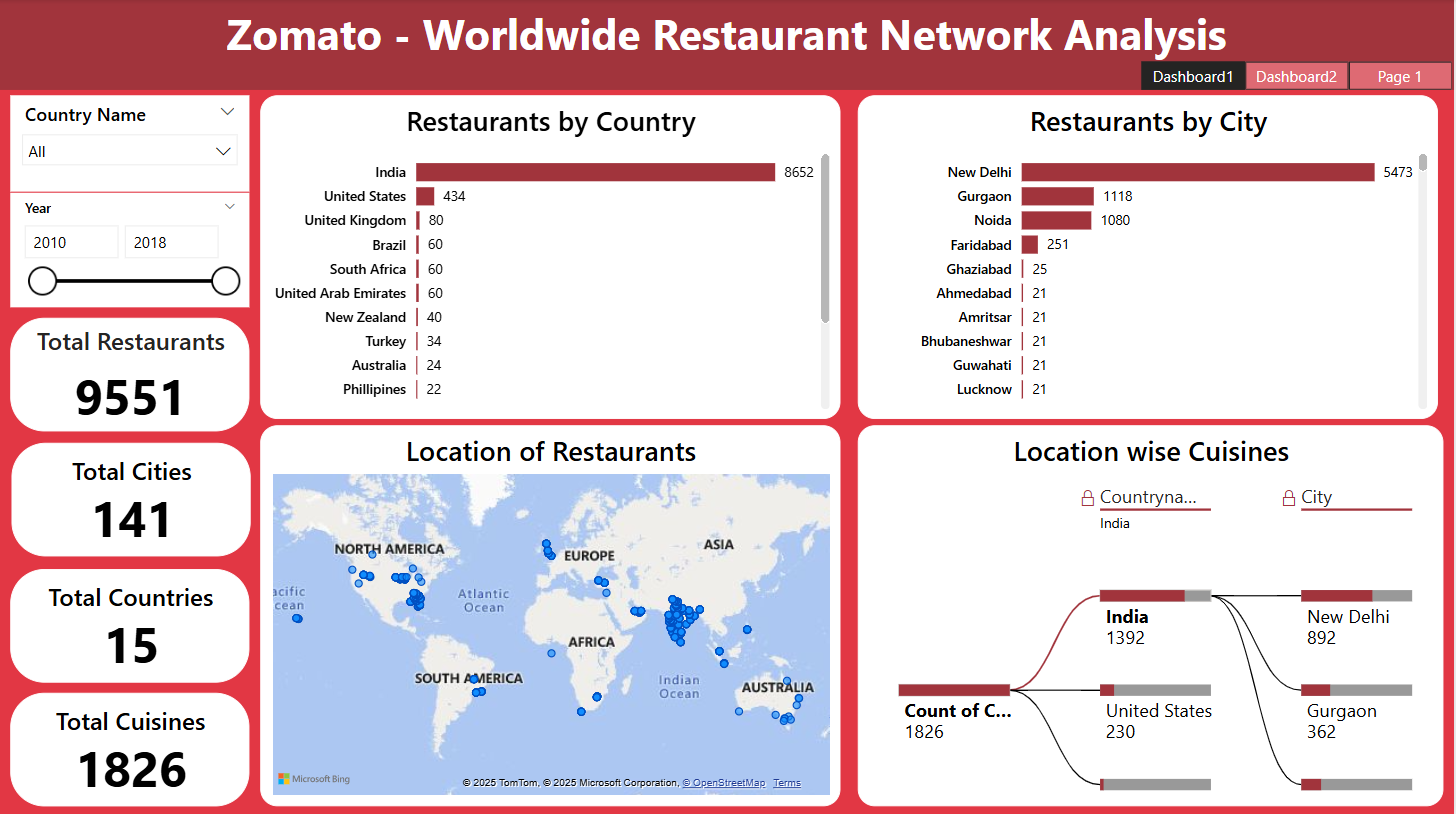 Zomato - Worldwide Restaurant Network Analysis
Dashboard1
Dashboard2
Page 1
Country Name
All
Year
2010
2018
Total Restaurants
9551
Total Cities
141
Total Countries
15
Total Cuisines
1826
Restaurants by Country
India 8652
United States 434
United Kingdom 80
Brazil 60
South Africa 60
United Arab Emirates 60
New Zealand 40
Turkey 34
Australia 24
Phillipines 22
Restaurants by City
New Delhi 5473
Gurgaon 1118
Noida 1080
Faridabad 251
Ghaziabad 25
Ahmedabad 21
Amritsar 21
Bhubaneshwar 21
Guwahati 21
Lucknow 21
Location of Restaurants
NORTH AMERICA
EUROPE
ASIA
acific
cean
Atlantic
Ocean
AFRICA
SOUTH AMERICA
Indian
Ocean
AUSTRALIA
Microsoft Bing
© 2025 TomTom, © 2025 Microsoft Corporation, © OpenStreetMap Terms
Location wise Cuisines
Countryna...
India
City
India
1392
New Delhi
892
Count of C...
1826
United States
230
Gurgaon
362